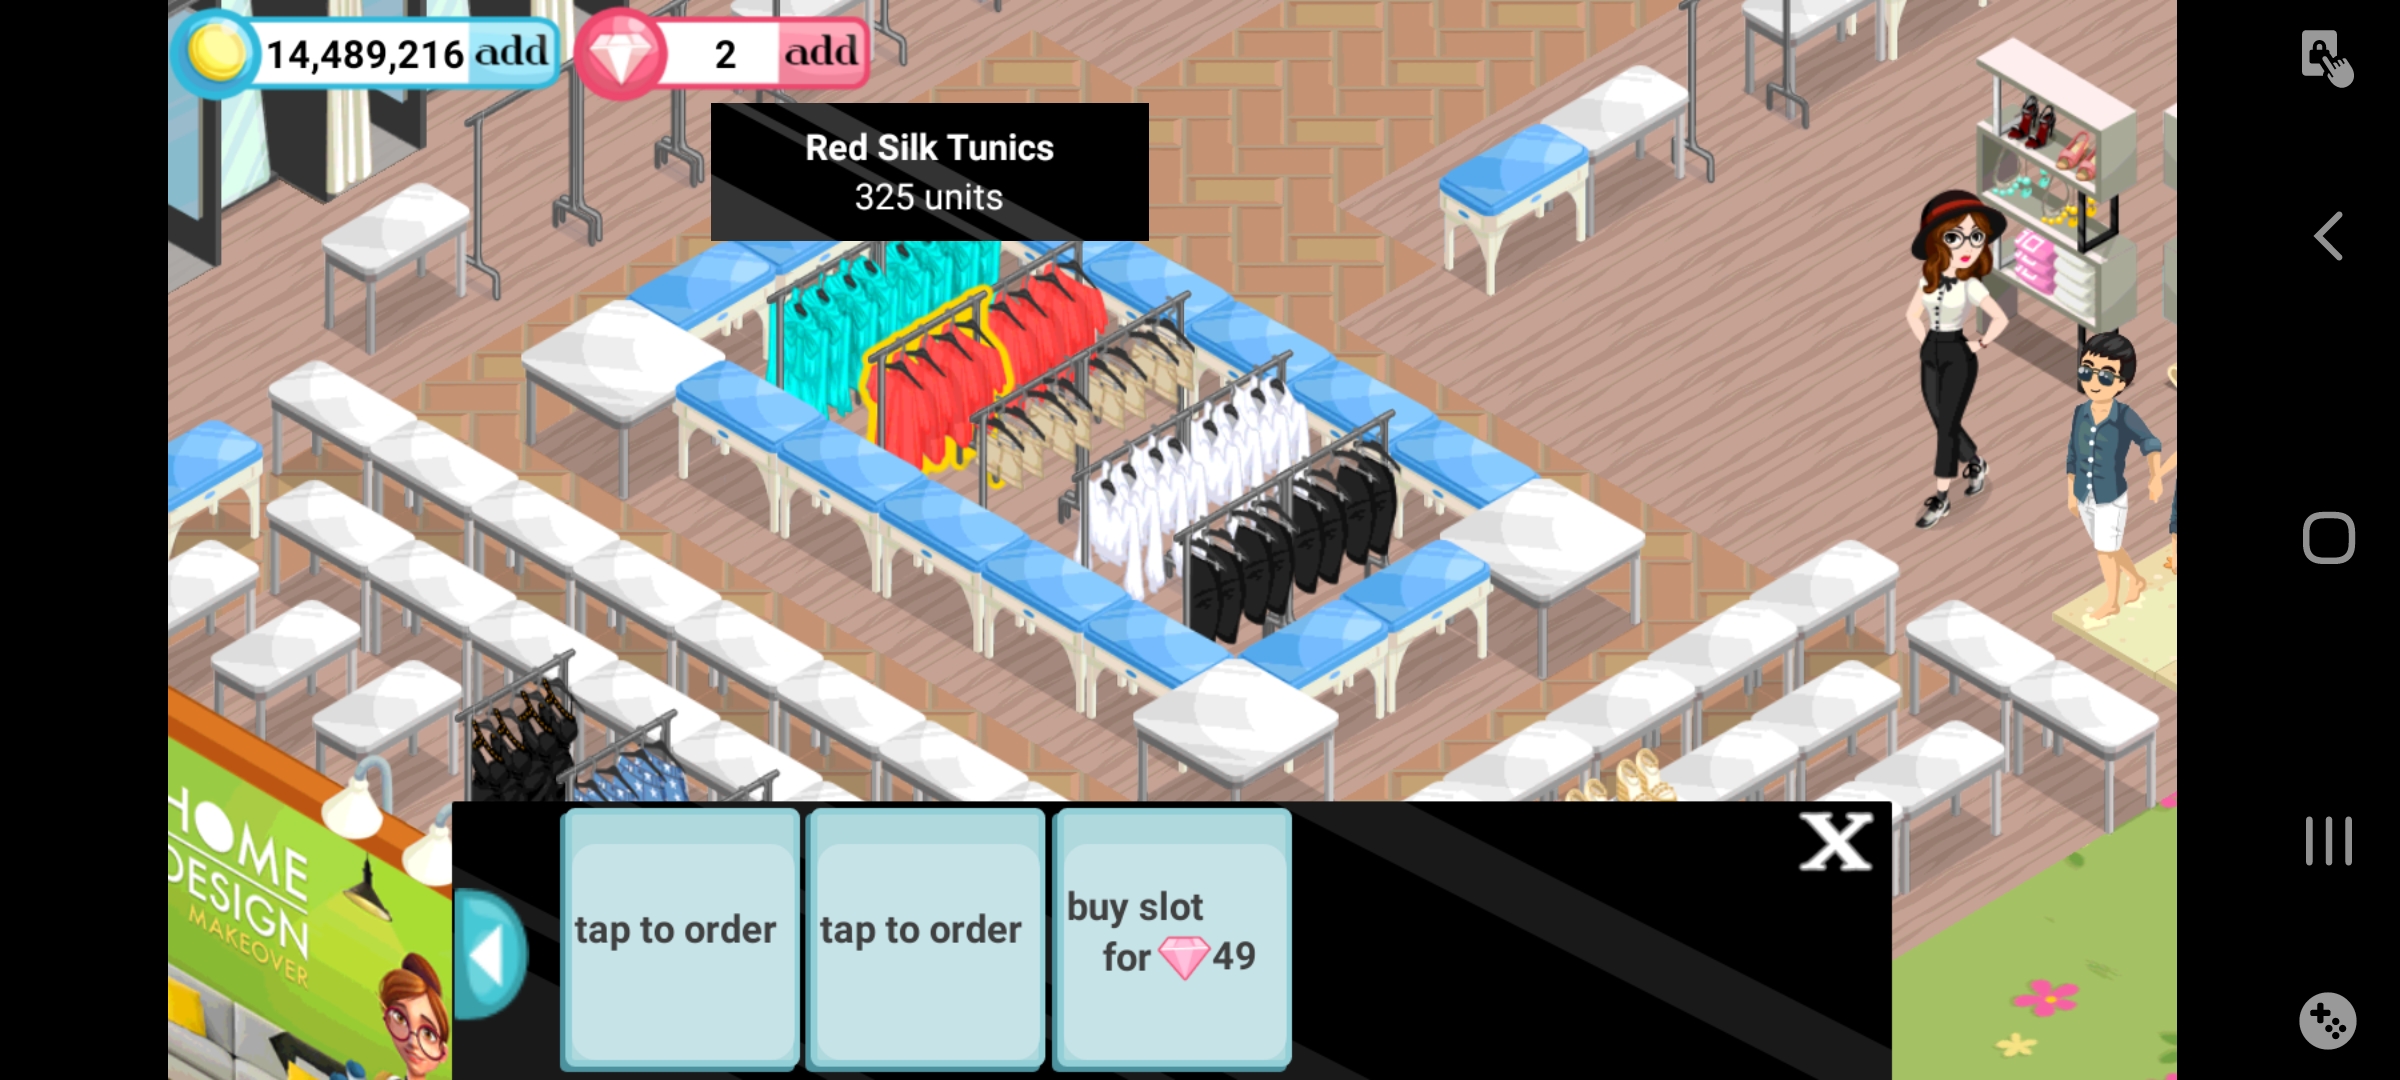 14,489,216 add
2 add
Red Silk Tunics
325 units
HOME
DESIGN
MAKEOVER
tap to order
tap to order
buy slot
for 49
X